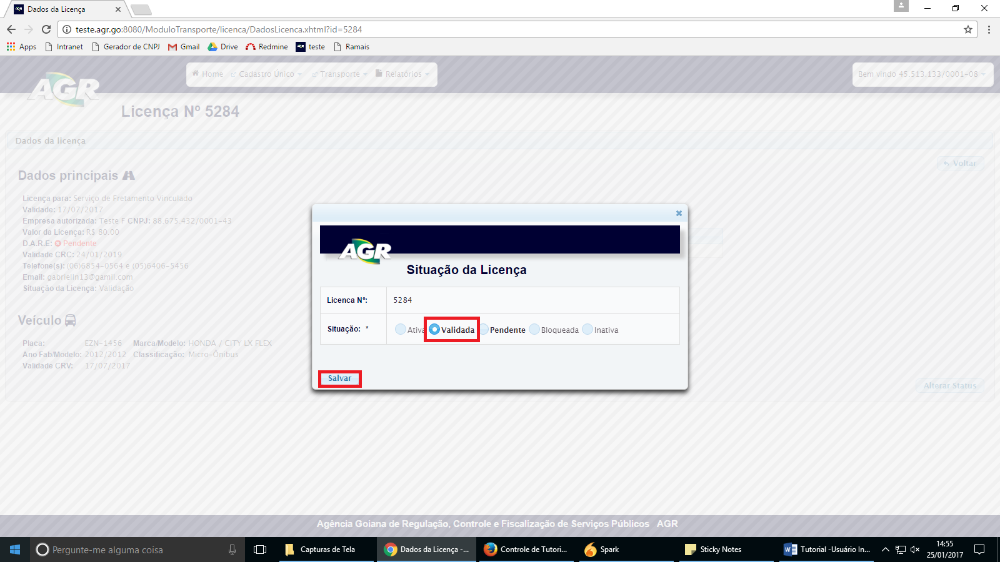 Dados da Licença
teste.agr.go:8080/ModuloTransporte/licenca/DadosLicenca.xhtml?id=5284
Apps Intranet Gerador de CNPJ Gmail Drive Redmine teste Ramais
AGR Home Cadastro Único Transporte Relatórios Bem vindo 45.513.133/0001-08
Licença Nº 5284
Dados da licença
Voltar
Dados principais
Licença para: Serviço de Fretamento Vinculado
Validade: 17/07/2017
Empresa autorizada: Teste F CNPJ: 88.675.432/0001-43
Valor da Licença: R$ 80.00
D.A.R.E: Pendente
Validade CRC: 24/01/2019
Telefone(s): (06)6854-0564 e (05)6406-5456
Email: gabrielin13@gamil.com
Situação da Licença: Validação
Veículo
Placa: EZN-1456 Marca/Modelo: HONDA / CITY LX FLEX
Ano Fab/Modelo: 2012/2012 Classificação: Micro-Ônibus
Validade CRV: 17/07/2017
Alterar Status
AGR
Situação da Licença
Licenca Nº: 5284
Situação: * Ativa Validada Pendente Bloqueada Inativa
Salvar
Agência Goiana de Regulação, Controle e Fiscalização de Serviços Públicos AGR
Pergunte-me alguma coisa Capturas de Tela Dados da Licença -... Controle de Tutori... Spark Sticky Notes Tutorial -Usuário In... 14:55
25/01/2017